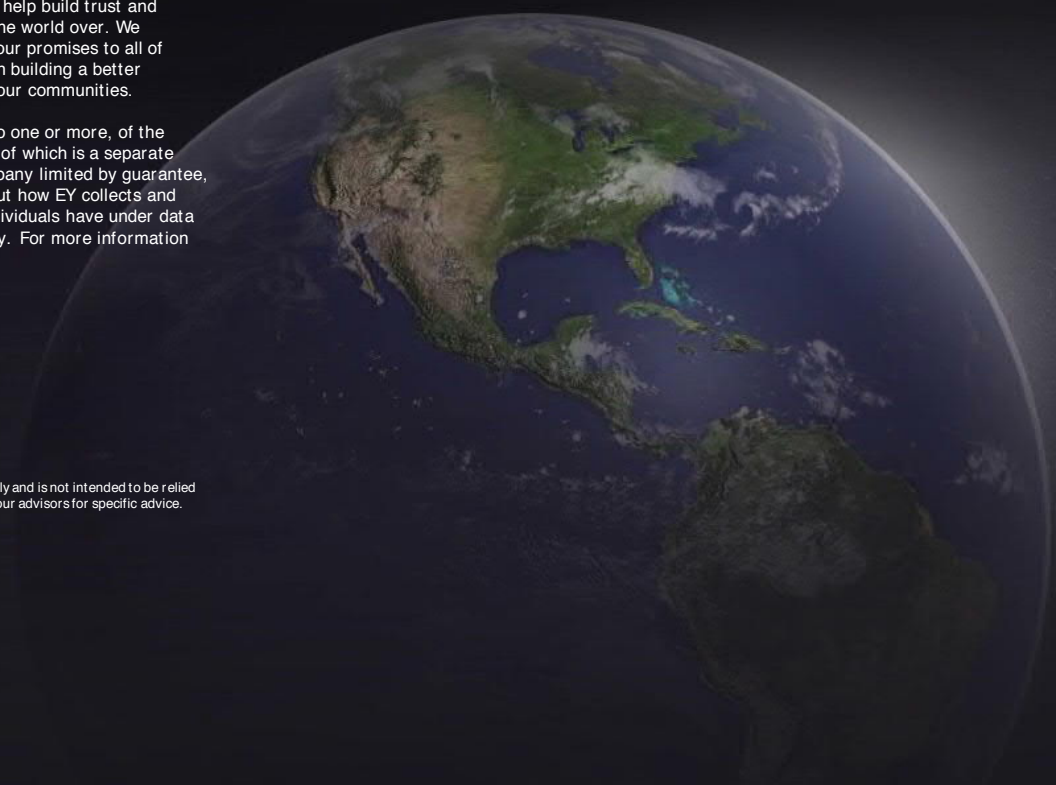 help build trust and
ne world over. We
our promises to all of
n building a better
our communities.
o one or more, of the
of which is a separate
pany limited by guarantee,
ut how EY collects and
dividuals have under data
y. For more information
ly and is not intended to be relied
our advisors for specific advice.